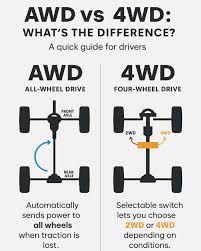 AWD vs 4WD:
WHAT'S THE DIFFERENCE?
A quick guide for drivers
AWD
ALL-WHEEL DRIVE
FRONT
AXLE
REAR
AXLE
Automatically
sends power to
all wheels
when traction is
lost.
4WD
FOUR-WHEEL DRIVE
2WD
4WD
Selectable switch
lets you choose
2WD or 4WD
depending on
conditions.